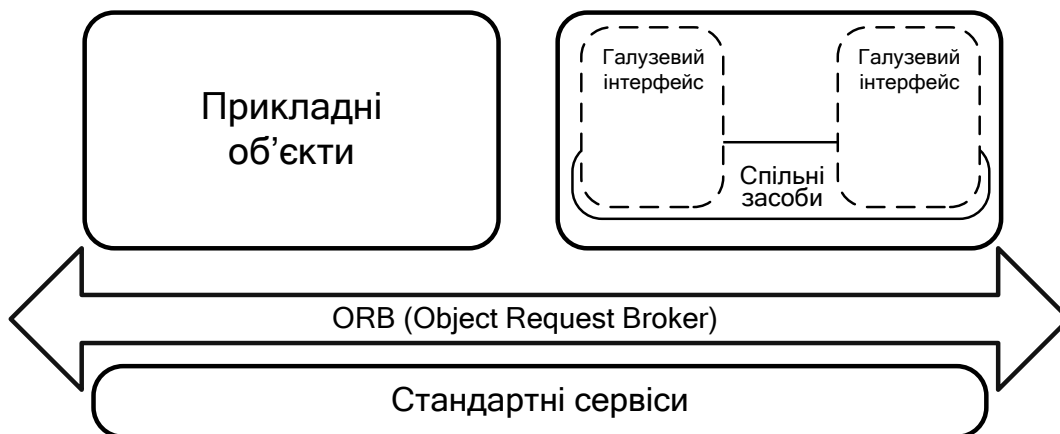 Прикладні
об’єкти
Галузевий
інтерфейс
Галузевий
інтерфейс
Спільні
засоби
ORB (Object Request Broker)
Стандартні сервіси